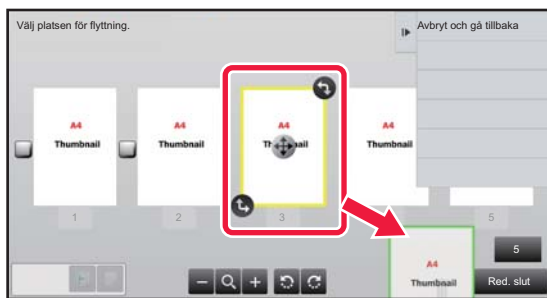 Välj platsen för flyttning.
Avbryt och gå tillbaka
A4
Thumbnail
A4
Thumbnail
A4
Thumbnail
A4
Thumbnail
1
2
3
5
5
A4
Thumbnail
Red. slut